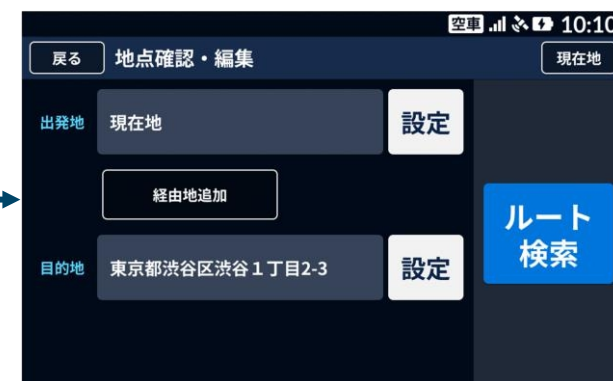 空車 10:10
戻る 地点確認・編集 現在地
出発地 現在地 設定
経由地追加
ルート
検索
目的地 東京都渋谷区渋谷１丁目2-3 設定